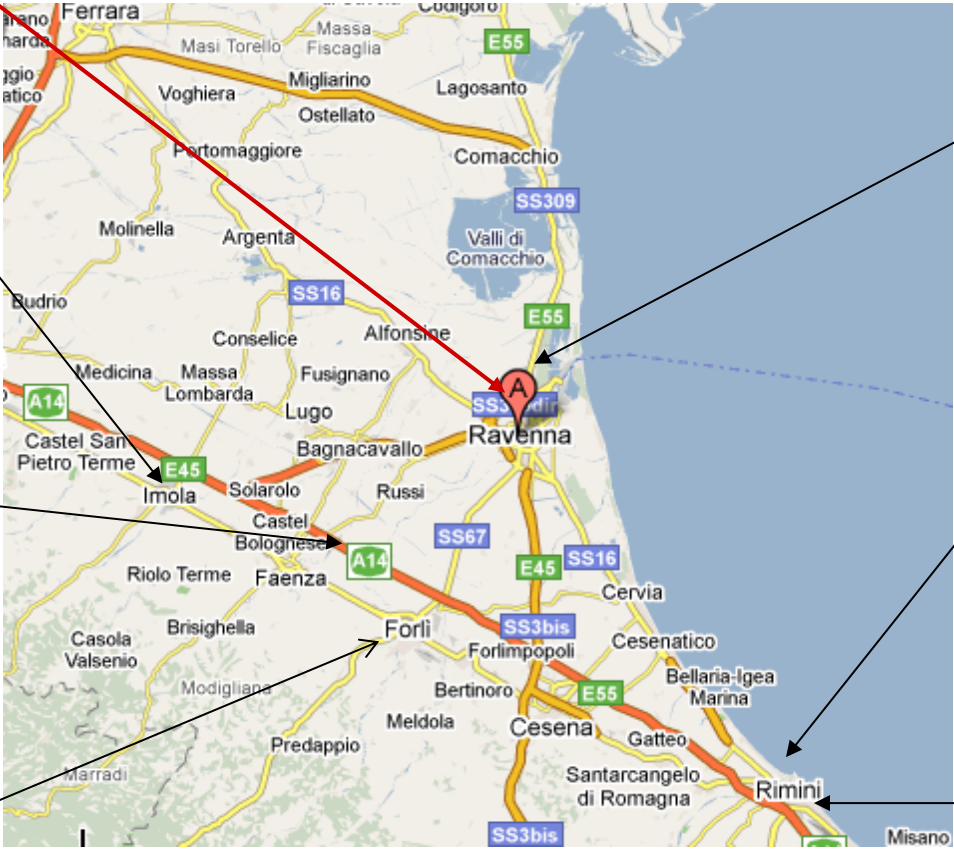 Ferrara
Codigoro
Massa
Fiscaglia
Masi Torello
E55
Migliarino
Lagosanto
Voghiera
Ostellato
Portomaggiore
Comacchio
SS309
Molinella
Argenta
Valli di
Comacchio
SS16
Budrio
E55
Alfonsine
Conselice
Medicina
Massa
Lombarda
Fusignano
A
A14
Lugo
Ravenna
Castel San
Pietro Terme
Bagnacavallo
E45
Imola
Solarolo
Russi
Castel
Bolognese
SS67
A14
SS16
E45
Riolo Terme
Faenza
Cervia
Brisighella
Forlì
SS3bis
Casola
Valsenio
Forlimpopoli
Cesenatico
Modigliana
Bertinoro
E55
Bellaria-Igea
Marina
Meldola
Cesena
Predappio
Gatteo
Marradi
Santarcangelo
di Romagna
Rimini
SS3bis
Misano